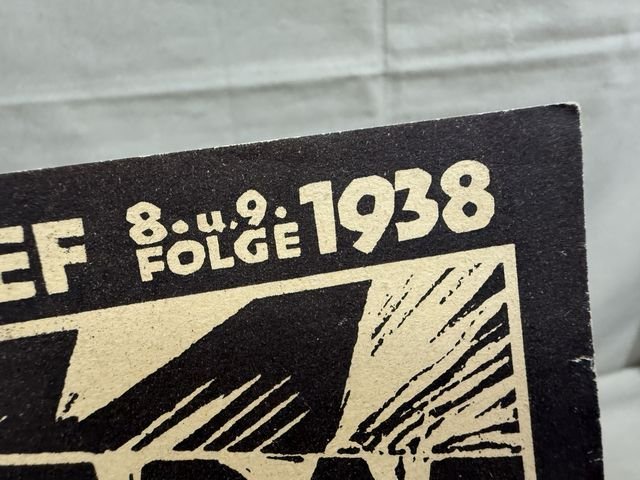 EF 8. u. 9. FOLGE 1938